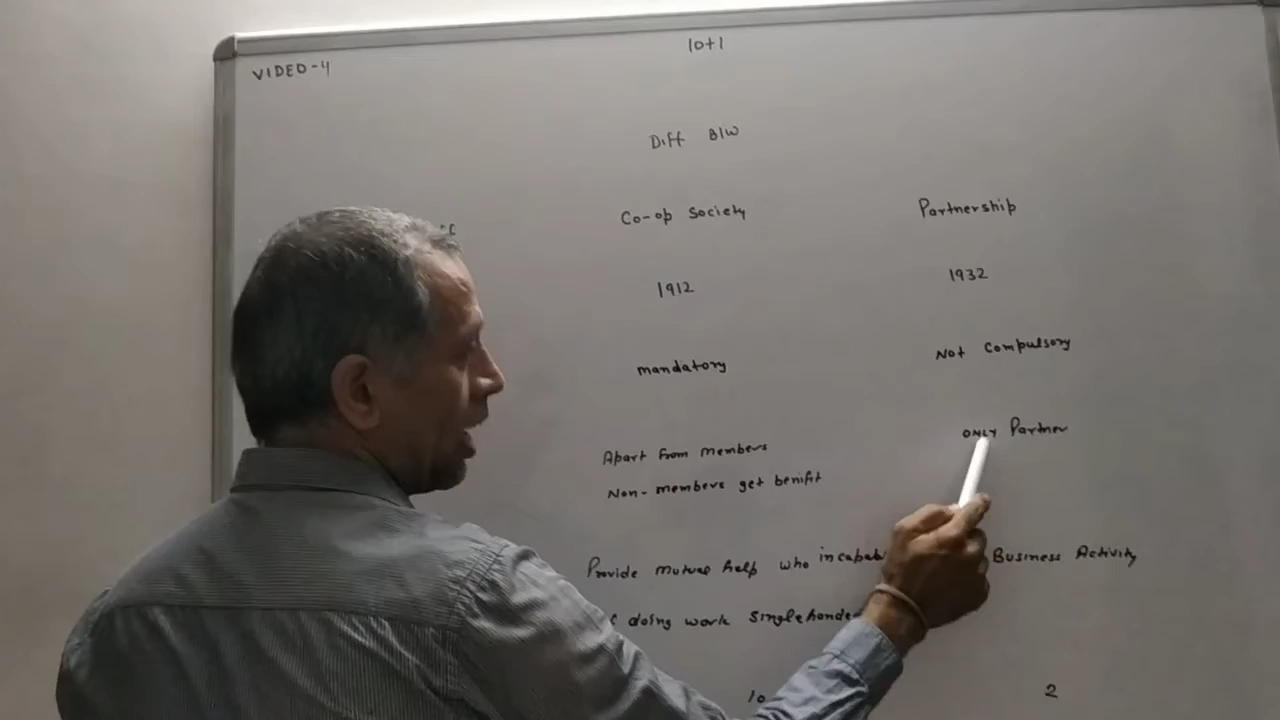 10+1
VIDEO-4
Diff B/W
Co-op Society Partnership
1912 1932
mandatory Not Compulsory
Apart from members ONLY Partner
Non-members get benifit
Provide mutual help who Business Activity
doing work
10 2